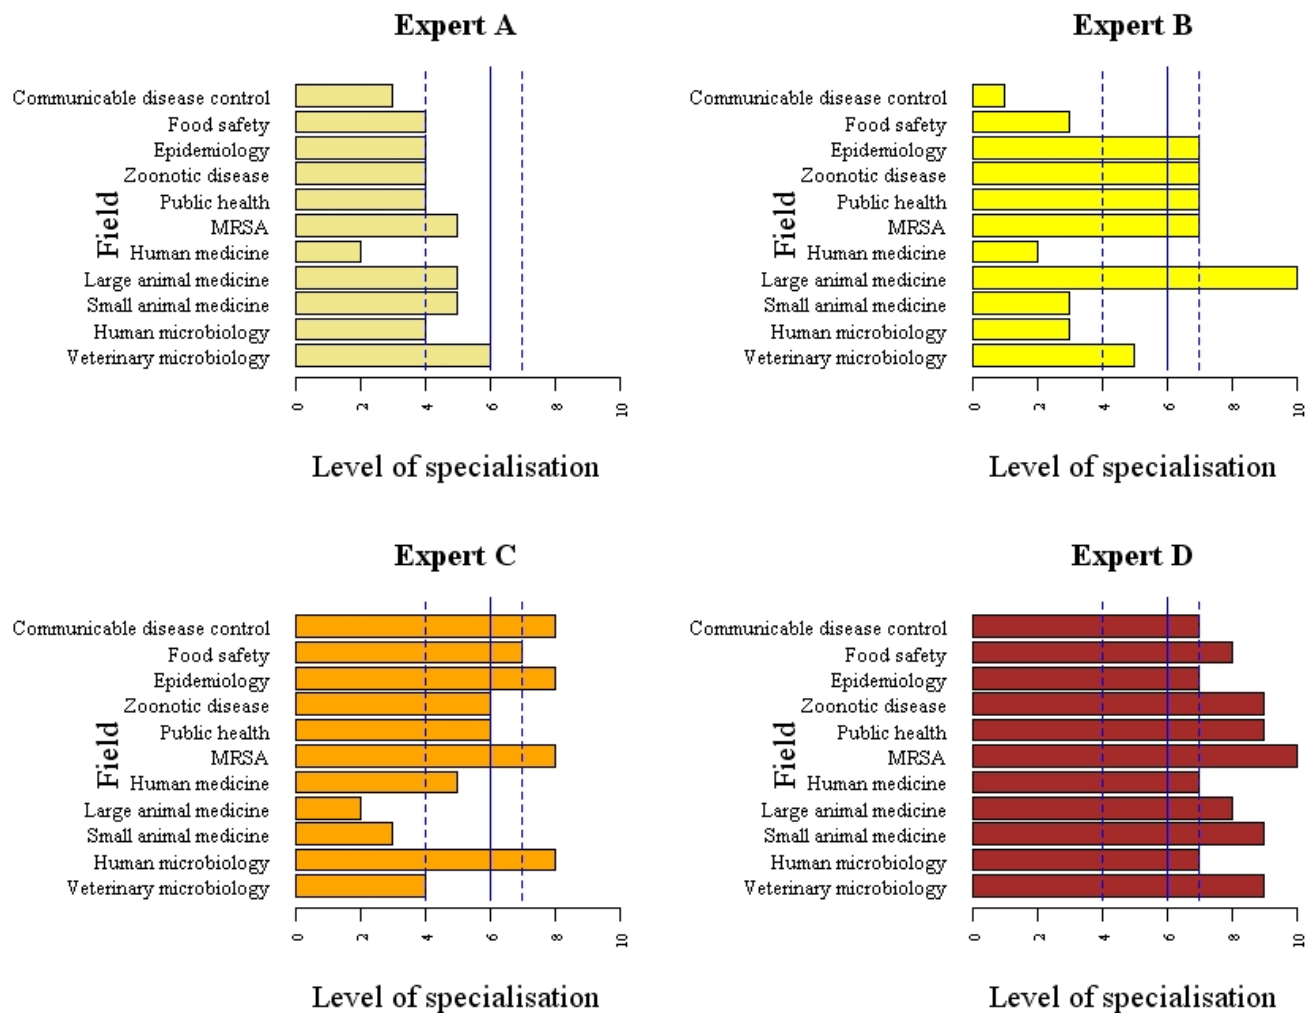 Expert A
Communicable disease control
Food safety
Epidemiology
Zoonotic disease
Public health
MRSA
Human medicine
Large animal medicine
Small animal medicine
Human microbiology
Veterinary microbiology
Field
0 2 4 6 8 10
Level of specialisation
Expert B
Communicable disease control
Food safety
Epidemiology
Zoonotic disease
Public health
MRSA
Human medicine
Large animal medicine
Small animal medicine
Human microbiology
Veterinary microbiology
Field
0 2 4 6 8 10
Level of specialisation
Expert C
Communicable disease control
Food safety
Epidemiology
Zoonotic disease
Public health
MRSA
Human medicine
Large animal medicine
Small animal medicine
Human microbiology
Veterinary microbiology
Field
0 2 4 6 8 10
Level of specialisation
Expert D
Communicable disease control
Food safety
Epidemiology
Zoonotic disease
Public health
MRSA
Human medicine
Large animal medicine
Small animal medicine
Human microbiology
Veterinary microbiology
Field
0 2 4 6 8 10
Level of specialisation